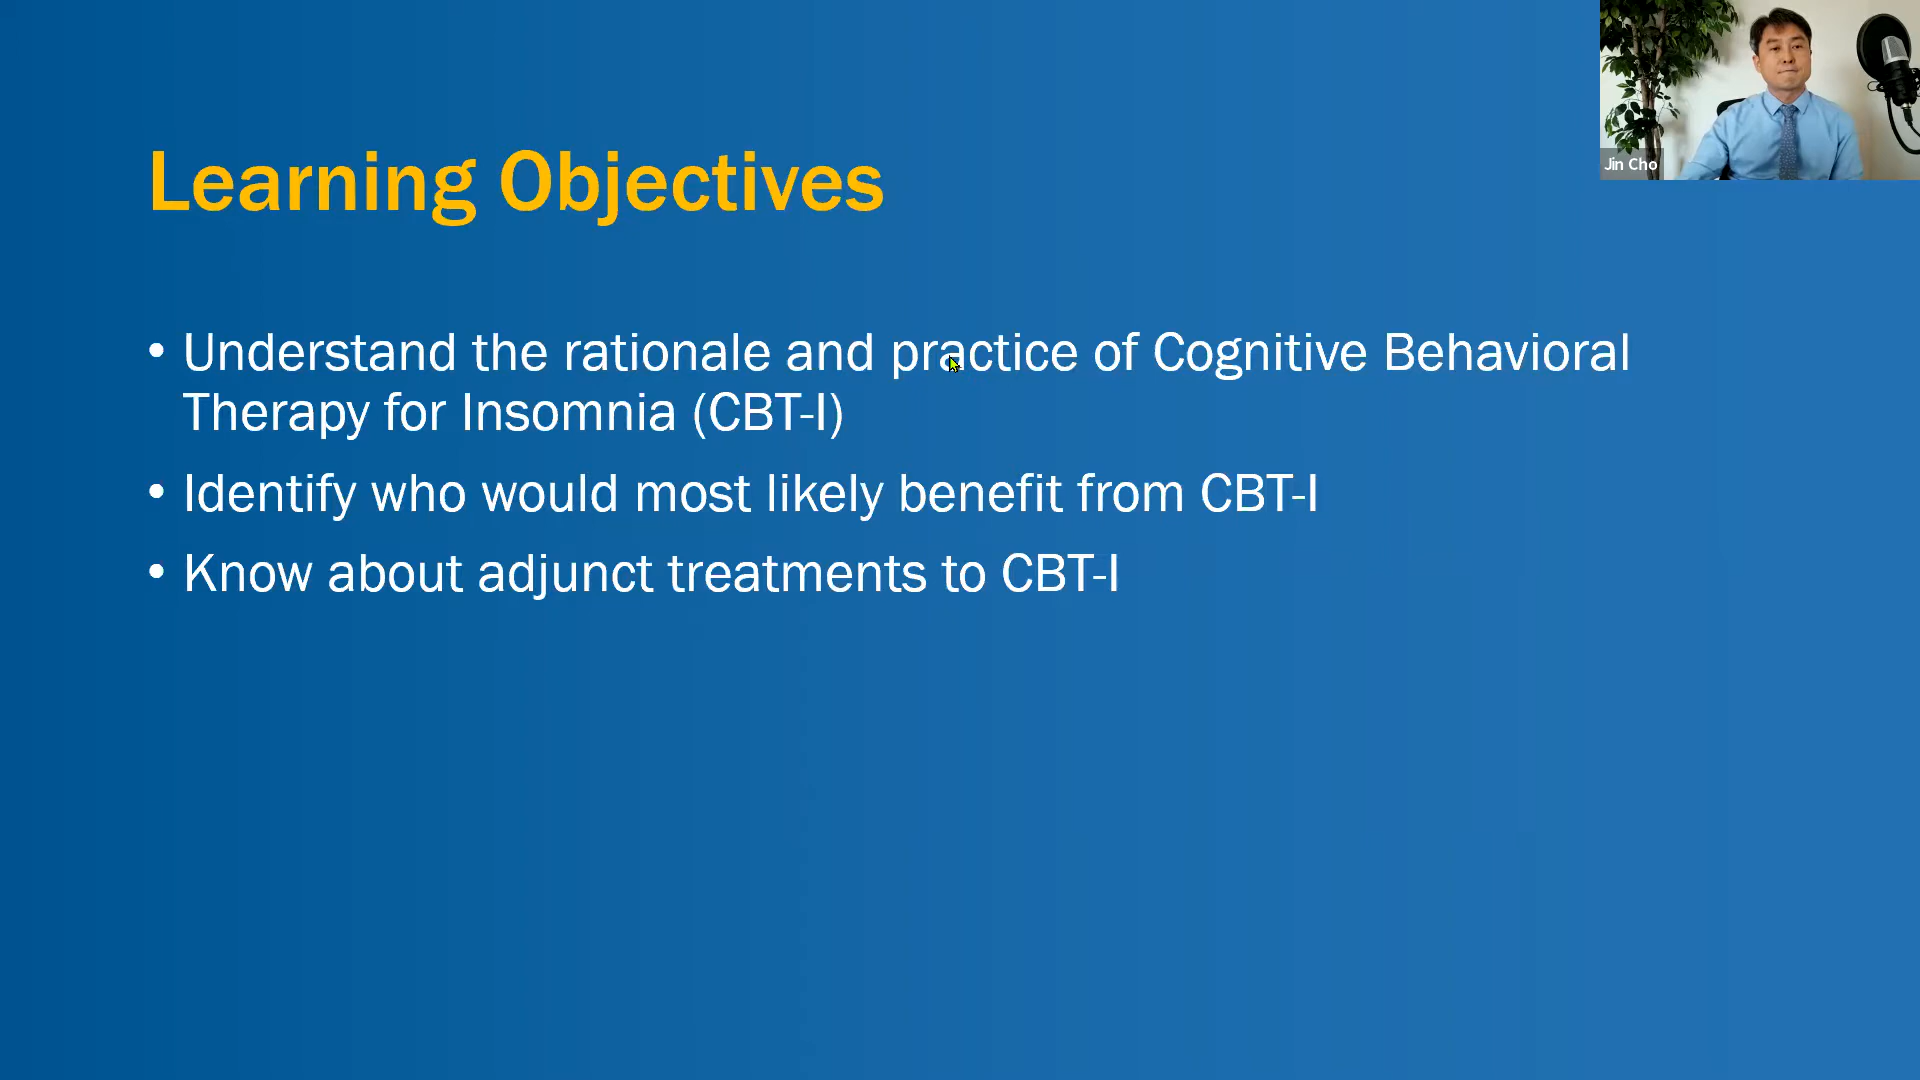 Learning Objectives
• Understand the rationale and practice of Cognitive Behavioral
Therapy for Insomnia (CBT-I)
• Identify who would most likely benefit from CBT-I
• Know about adjunct treatments to CBT-I
Jin Cho